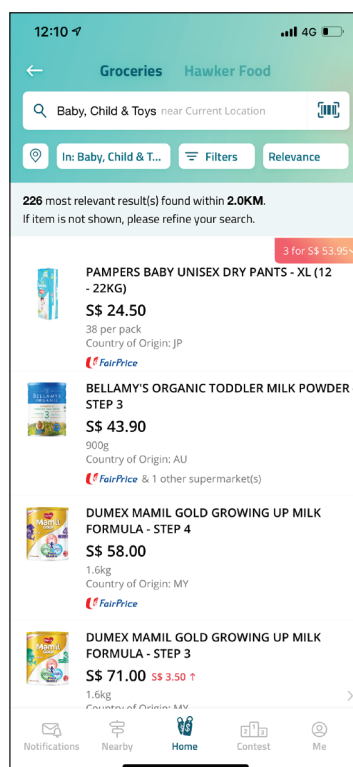 12:10
4G
Groceries Hawker Food
Baby, Child & Toys near Current Location
In: Baby, Child & T... Filters Relevance
226 most relevant result(s) found within 2.0KM.
If item is not shown, please refine your search.
3 for S$ 53.95
PAMPERS BABY UNISEX DRY PANTS - XL (12
- 22KG)
S$ 24.50
38 per pack
Country of Origin: JP
FairPrice
BELLAMY'S ORGANIC TODDLER MILK POWDER -
STEP 3
S$ 43.90
900g
Country of Origin: AU
FairPrice & 1 other supermarket(s)
DUMEX MAMIL GOLD GROWING UP MILK
FORMULA - STEP 4
S$ 58.00
1.6kg
Country of Origin: MY
FairPrice
DUMEX MAMIL GOLD GROWING UP MILK
FORMULA - STEP 3
S$ 71.00 S$ 3.50 ↑
1.6kg
Country of Origin: MY
Notifications Nearby Home Contest Me